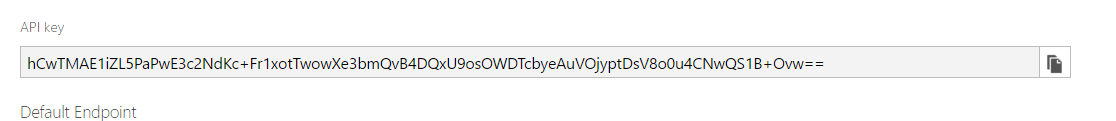 API key
hCwTMAE1iZL5PaPwE3c2NdKc+Fr1xotTwowXe3bmQvB4DQxU9osOWDTcbyeAuVOjyptDsV8o0u4CNwQS1B+Ovw==
Default Endpoint